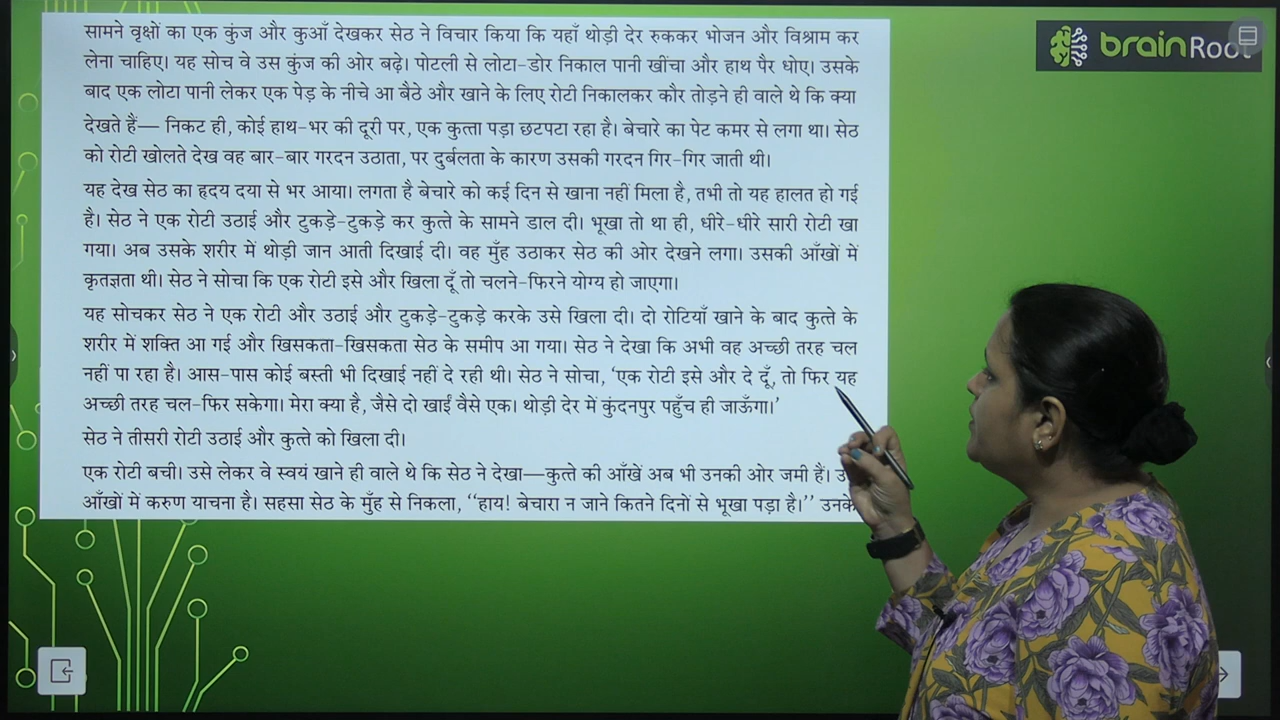 सामने वृक्षों का एक कुंज और कुआँ देखकर सेठ ने विचार किया कि यहाँ थोड़ी देर रुककर भोजन और विश्राम कर
लेना चाहिए। यह सोच वे उस कुंज की ओर बढ़े। पोटली से लोटा-डोर निकाल पानी खींचा और हाथ पैर धोए। उसके
बाद एक लोटा पानी लेकर एक पेड़ के नीचे आ बैठे और खाने के लिए रोटी निकालकर कौर तोड़ने ही वाले थे कि क्या
देखते हैं— निकट ही, कोई हाथ-भर की दूरी पर, एक कुत्ता पड़ा छटपटा रहा है। बेचारे का पेट कमर से लगा था। सेठ
को रोटी खोलते देख वह बार-बार गरदन उठाता, पर दुर्बलता के कारण उसकी गरदन गिर-गिर जाती थी।
यह देख सेठ का हृदय दया से भर आया। लगता है बेचारे को कई दिन से खाना नहीं मिला है, तभी तो यह हालत हो गई
है। सेठ ने एक रोटी उठाई और टुकड़े-टुकड़े कर कुत्ते के सामने डाल दी। भूखा तो था ही, धीरे-धीरे सारी रोटी खा
गया। अब उसके शरीर में थोड़ी जान आती दिखाई दी। वह मुँह उठाकर सेठ की ओर देखने लगा। उसकी आँखों में
कृतज्ञता थी। सेठ ने सोचा कि एक रोटी इसे और खिला दूँ तो चलने-फिरने योग्य हो जाएगा।
यह सोचकर सेठ ने एक रोटी और उठाई और टुकड़े-टुकड़े करके उसे खिला दी। दो रोटियाँ खाने के बाद कुत्ते के
शरीर में शक्ति आ गई और खिसकता-खिसकता सेठ के समीप आ गया। सेठ ने देखा कि अभी वह अच्छी तरह चल
नहीं पा रहा है। आस-पास कोई बस्ती भी दिखाई नहीं दे रही थी। सेठ ने सोचा, ‘एक रोटी इसे और दे दूँ, तो फिर यह
अच्छी तरह चल-फिर सकेगा। मेरा क्या है, जैसे दो खाईं वैसे एक। थोड़ी देर में कुंदनपुर पहुँच ही जाऊँगा।’
सेठ ने तीसरी रोटी उठाई और कुत्ते को खिला दी।
एक रोटी बची। उसे लेकर वे स्वयं खाने ही वाले थे कि सेठ ने देखा—कुत्ते की आँखें अब भी उनकी ओर जमी हैं।
आँखों में करुण याचना है। सहसा सेठ के मुँह से निकला, ‘‘हाय! बेचारा न जाने कितने दिनों से भूखा पड़ा है।’’ उनके
brainRoot